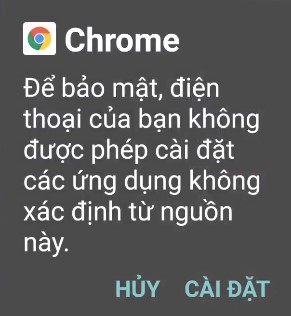 Chrome
Để bảo mật, điện
thoại của bạn không
được phép cài đặt
các ứng dụng không
xác định từ nguồn
này.
HỦY CÀI ĐẶT